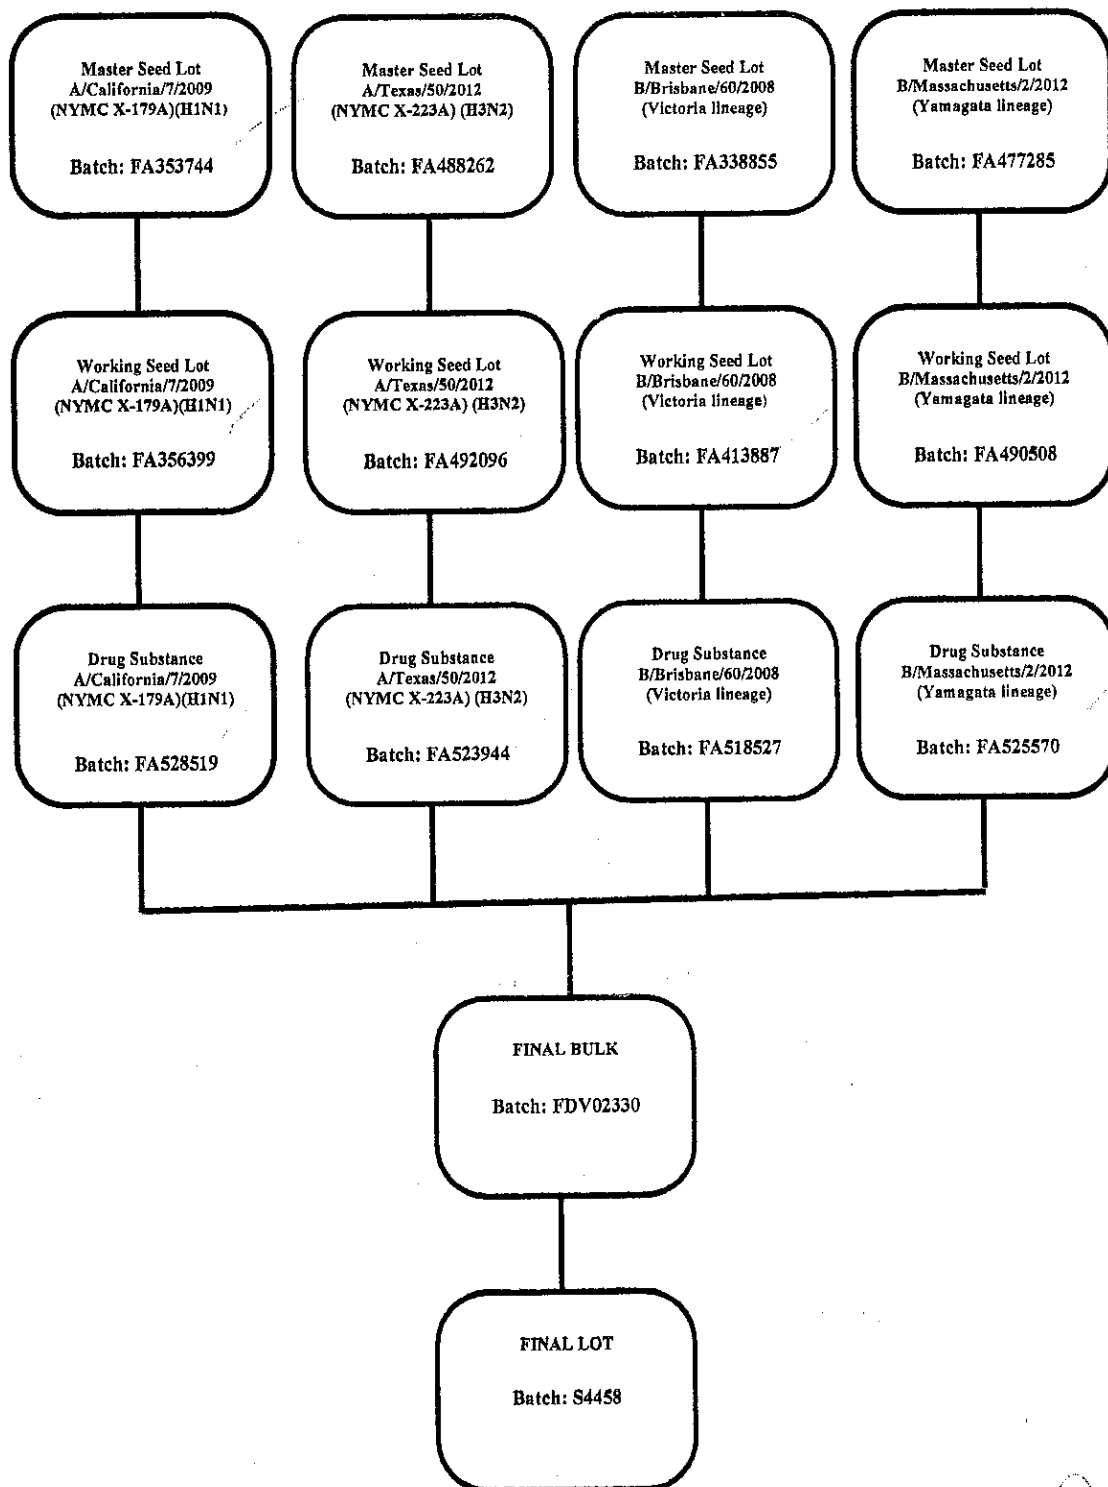 Master Seed Lot
A/California/7/2009
(NYMC X-179A)(H1N1)
Batch: FA353744
Master Seed Lot
A/Texas/50/2012
(NYMC X-223A) (H3N2)
Batch: FA488262
Master Seed Lot
B/Brisbane/60/2008
(Victoria lineage)
Batch: FA338855
Master Seed Lot
B/Massachusetts/2/2012
(Yamagata lineage)
Batch: FA477285
Working Seed Lot
A/California/7/2009
(NYMC X-179A)(H1N1)
Batch: FA356399
Working Seed Lot
A/Texas/50/2012
(NYMC X-223A) (H3N2)
Batch: FA492096
Working Seed Lot
B/Brisbane/60/2008
(Victoria lineage)
Batch: FA413887
Working Seed Lot
B/Massachusetts/2/2012
(Yamagata lineage)
Batch: FA490508
Drug Substance
A/California/7/2009
(NYMC X-179A)(H1N1)
Batch: FA528519
Drug Substance
A/Texas/50/2012
(NYMC X-223A) (H3N2)
Batch: FA523944
Drug Substance
B/Brisbane/60/2008
(Victoria lineage)
Batch: FA518527
Drug Substance
B/Massachusetts/2/2012
(Yamagata lineage)
Batch: FA525570
FINAL BULK
Batch: FDV02330
FINAL LOT
Batch: S4458